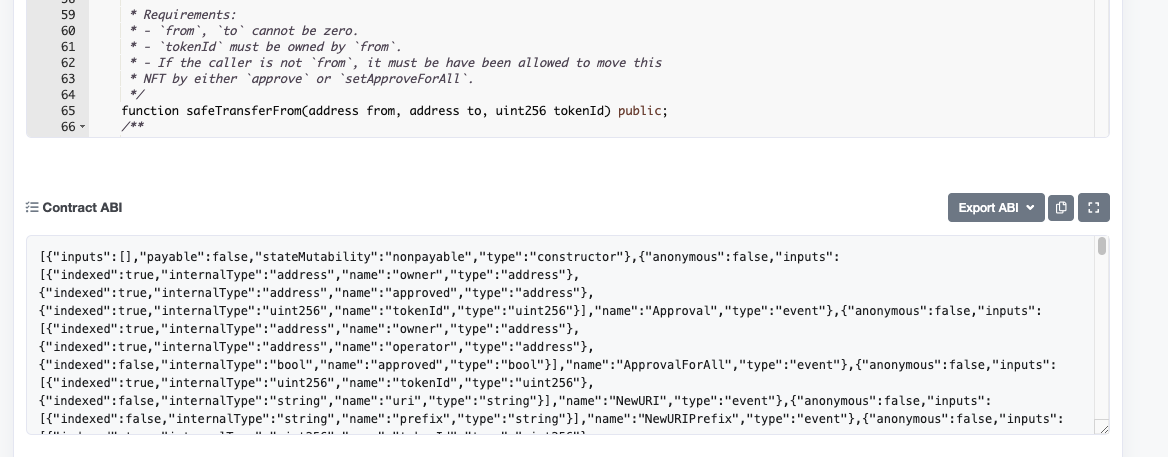 59 * Requirements:
60 * - `from`, `to` cannot be zero.
61 * - `tokenId` must be owned by `from`.
62 * - If the caller is not `from`, it must be have been allowed to move this
63 * NFT by either `approve` or `setApproveForAll`.
64 */
65 function safeTransferFrom(address from, address to, uint256 tokenId) public;
66 /**
Contract ABI
Export ABI
[{"inputs":[],"payable":false,"stateMutability":"nonpayable","type":"constructor"},{"anonymous":false,"inputs":
[{"indexed":true,"internalType":"address","name":"owner","type":"address"},
{"indexed":true,"internalType":"address","name":"approved","type":"address"},
{"indexed":true,"internalType":"uint256","name":"tokenId","type":"uint256"}],"name":"Approval","type":"event"},{"anonymous":false,"inputs":
[{"indexed":true,"internalType":"address","name":"owner","type":"address"},
{"indexed":true,"internalType":"address","name":"operator","type":"address"},
{"indexed":false,"internalType":"bool","name":"approved","type":"bool"}],"name":"ApprovalForAll","type":"event"},{"anonymous":false,"inputs":
[{"indexed":true,"internalType":"uint256","name":"tokenId","type":"uint256"},
{"indexed":false,"internalType":"string","name":"uri","type":"string"}],"name":"NewURI","type":"event"},{"anonymous":false,"inputs":
[{"indexed":false,"internalType":"string","name":"prefix","type":"string"}],"name":"NewURIPrefix","type":"event"},{"anonymous":false,"inputs":